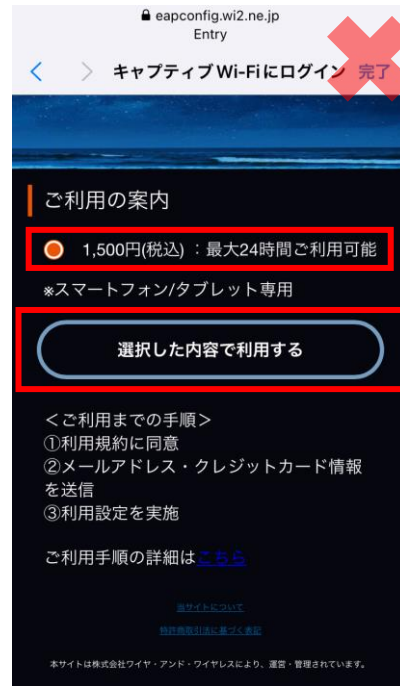 eapconfig.wi2.ne.jp
Entry
キャプティブ Wi-Fi にログイン 完了
ご利用の案内
1,500円(税込) : 最大24時間ご利用可能
※スマートフォン/タブレット専用
選択した内容で利用する
＜ご利用までの手順＞
①利用規約に同意
②メールアドレス・クレジットカード情報
を送信
③利用設定を実施
ご利用手順の詳細はこちら
当サイトについて
特許商取引法に基づく表記
本サイトは株式会社ワイヤ・アンド・ワイヤレスにより、運営・管理されています。